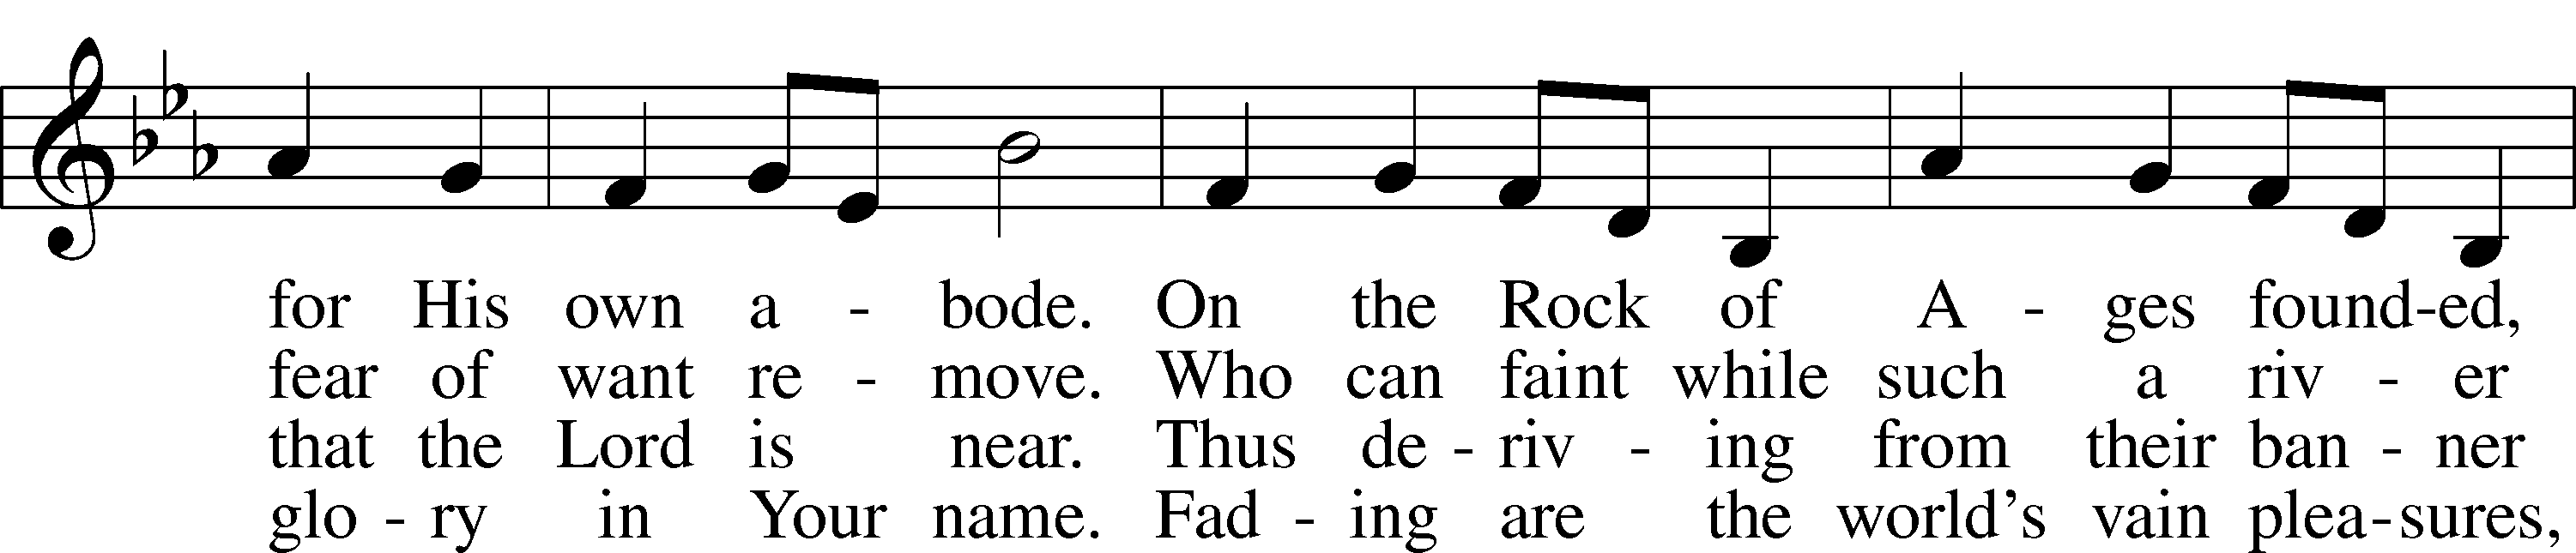 for His own a - bode. On the Rock of A - ges found-ed,
fear of want re - move. Who can faint while such a riv - er
that the Lord is near. Thus de - riv - ing from their ban - ner
glo - ry in Your name. Fad - ing are the world's vain plea-sures,